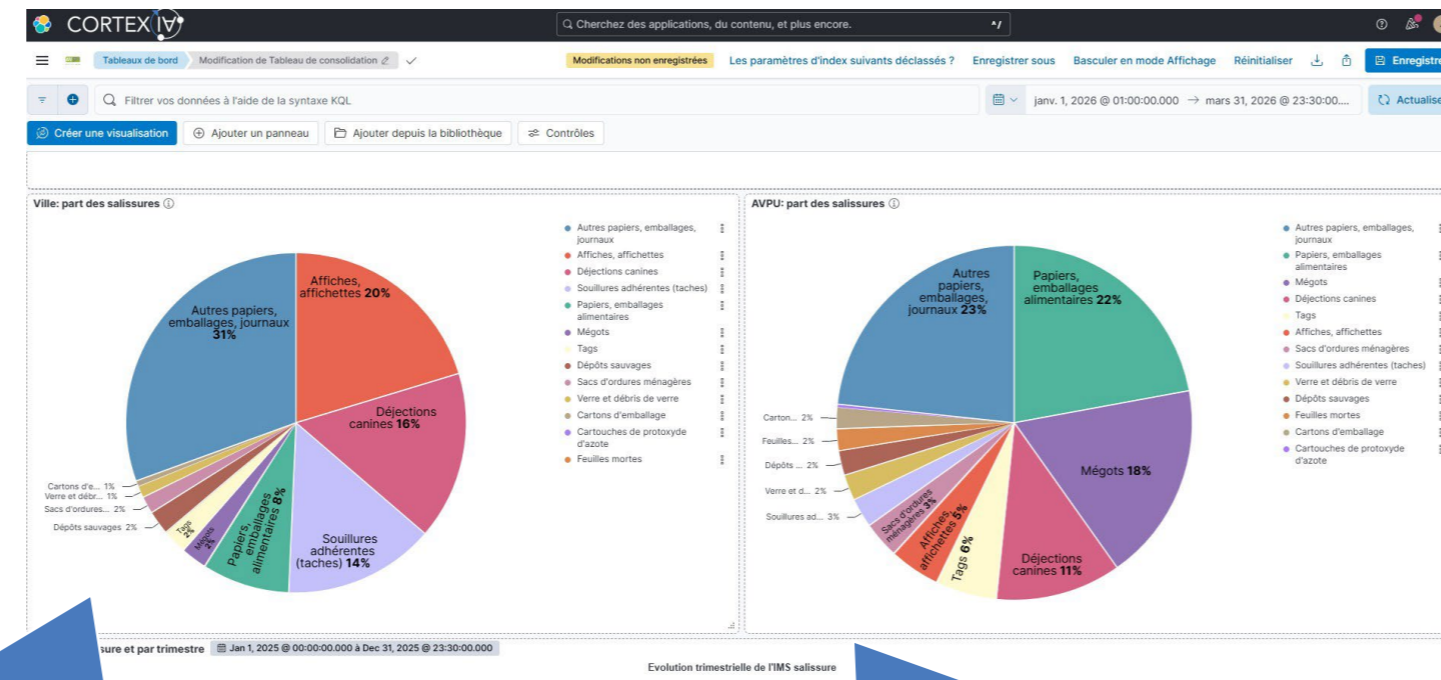 CORTEXIA
Cherchez des applications, du contenu, et plus encore.
^/
Tableaux de bord
Modification de Tableau de consolidation
Modifications non enregistrées
Les paramètres d'index suivants déclassés ?
Enregistrer sous
Basculer en mode Affichage
Réinitialiser
Enregistre
Filtrer vos données à l'aide de la syntaxe KQL
janv. 1, 2026 @ 01:00:00.000 → mars 31, 2026 @ 23:30:00....
Actualise
Créer une visualisation
Ajouter un panneau
Ajouter depuis la bibliothèque
Contrôles
Ville: part des salissures
Autres papiers,
emballages, journaux
31%
Affiches,
affichettes 20%
Déjections
canines 16%
Souillures
adhérentes
(taches) 14%
Papiers,
emballages
alimentaires 8%
Mégots
2%
Tags
2%
Dépôts sauvages 2%
Sacs d'ordures... 2%
Verre et débr... 1%
Cartons d'e... 1%
Autres papiers, emballages,
journaux
Affiches, affichettes
Déjections canines
Souillures adhérentes (taches)
Papiers, emballages
alimentaires
Mégots
Tags
Dépôts sauvages
Sacs d'ordures ménagères
Verre et débris de verre
Cartons d'emballage
Cartouches de protoxyde
d'azote
Feuilles mortes
AVPU: part des salissures
Autres
papiers,
emballages,
journaux 23%
Papiers,
emballages
alimentaires 22%
Mégots 18%
Déjections
canines 11%
Tags 6%
Affiches,
affichettes 5%
Sacs d'ordures
ménagères 3%
Souillures ad... 3%
Verre et d... 2%
Dépôts ... 2%
Feuilles... 2%
Carton... 2%
Autres papiers, emballages,
journaux
Papiers, emballages
alimentaires
Mégots
Déjections canines
Tags
Affiches, affichettes
Sacs d'ordures ménagères
Souillures adhérentes (taches)
Verre et débris de verre
Dépôts sauvages
Feuilles mortes
Cartons d'emballage
Cartouches de protoxyde
d'azote
sure et par trimestre
Jan 1, 2025 @ 00:00:00.000 à Dec 31, 2025 @ 23:30:00.000
Evolution trimestrielle de l'IMS salissure